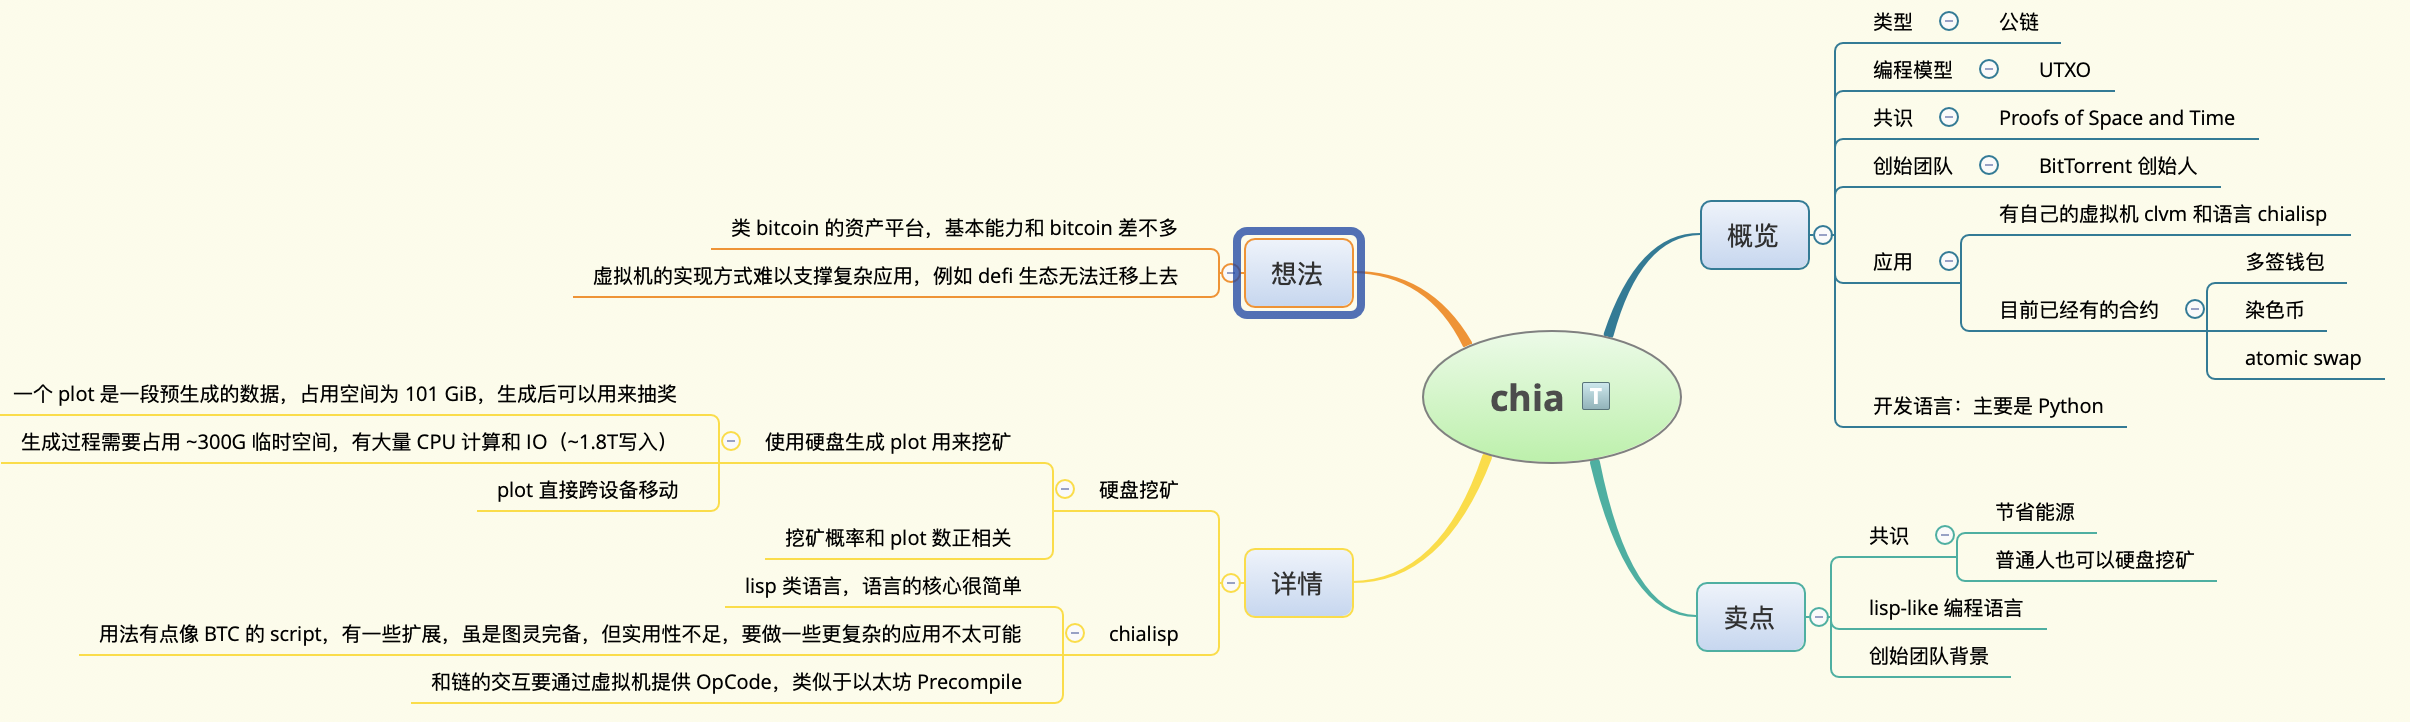 chia
概览
类型
公链
编程模型
UTXO
共识
Proofs of Space and Time
创始团队
BitTorrent 创始人
应用
有自己的虚拟机 clvm 和语言 chialisp
目前已经有的合约
多签钱包
染色币
atomic swap
开发语言：主要是 Python
卖点
共识
节省能源
普通人也可以硬盘挖矿
lisp-like 编程语言
创始团队背景
想法
类 bitcoin 的资产平台，基本能力和 bitcoin 差不多
虚拟机的实现方式难以支撑复杂应用，例如 defi 生态无法迁移上去
详情
硬盘挖矿
使用硬盘生成 plot 用来挖矿
一个 plot 是一段预生成的数据，占用空间为 101 GiB，生成后可以用来抽奖
生成过程需要占用 ~300G 临时空间，有大量 CPU 计算和 IO（~1.8T写入）
plot 直接跨设备移动
挖矿概率和 plot 数正相关
chialisp
lisp 类语言，语言的核心很简单
用法有点像 BTC 的 script，有一些扩展，虽是图灵完备，但实用性不足，要做一些更复杂的应用不太可能
和链的交互要通过虚拟机提供 OpCode，类似于以太坊 Precompile